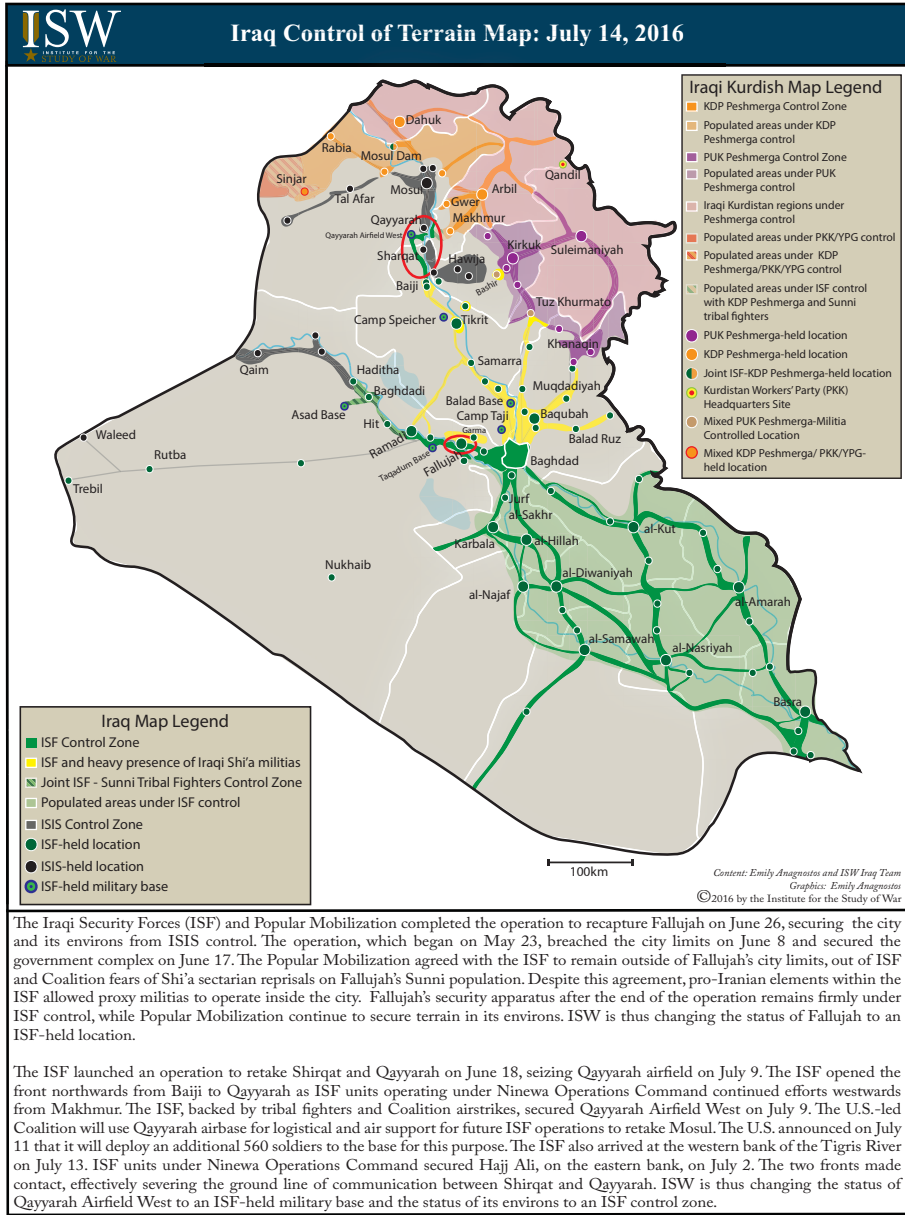 ISW
INSTITUTE FOR THE
STUDY OF WAR
Iraq Control of Terrain Map: July 14, 2016
Iraqi Kurdish Map Legend
KDP Peshmerga Control Zone
Populated areas under KDP
Peshmerga control
PUK Peshmerga Control Zone
Populated areas under PUK
Peshmerga control
Iraqi Kurdistan regions under
Peshmerga control
Populated areas under PKK/YPG control
Populated areas under KDP
Peshmerga/PKK/YPG control
Populated areas under ISF control
with KDP Peshmerga and Sunni
tribal fighters
PUK Peshmerga-held location
KDP Peshmerga-held location
Joint ISF-KDP Peshmerga-held location
Kurdistan Workers' Party (PKK)
Headquarters Site
Mixed PUK Peshmerga-Militia
Controlled Location
Mixed KDP Peshmerga/ PKK/YPG-
held location
Dahuk
Rabia
Mosul Dam
Sinjar
Mosul
Tal Afar
Arbil
Qandil
Gwer
Makhmur
Qayyarah
Qayyarah Airfield West
Sharqat
Hawija
Kirkuk
Suleimaniyah
Baiji
Bashir
Tuz Khurmato
Camp Speicher
Tikrit
Khanaqin
Samarra
Qaim
Haditha
Baghdadi
Muqdadiyah
Balad Base
Camp Taji
Baqubah
Asad Base
Hit
Garma
Balad Ruz
Ramadi
Taqadum Base
Fallujah
Baghdad
Waleed
Rutba
Trebil
Jurf
al-Sakhr
Karbala
al-Hillah
al-Kut
Nukhaib
al-Najaf
al-Diwaniyah
al-Amarah
al-Samawah
al-Nasriyah
Basra
Iraq Map Legend
ISF Control Zone
ISF and heavy presence of Iraqi Shi'a militias
Joint ISF - Sunni Tribal Fighters Control Zone
Populated areas under ISF control
ISIS Control Zone
ISF-held location
ISIS-held location
ISF-held military base
100km
Content: Emily Anagnostos and ISW Iraq Team
Graphics: Emily Anagnostos
©2016 by the Institute for the Study of War
The Iraqi Security Forces (ISF) and Popular Mobilization completed the operation to recapture Fallujah on June 26, securing the city
and its environs from ISIS control. The operation, which began on May 23, breached the city limits on June 8 and secured the
government complex on June 17. The Popular Mobilization agreed with the ISF to remain outside of Fallujah's city limits, out of ISF
and Coalition fears of Shi'a sectarian reprisals on Fallujah's Sunni population. Despite this agreement, pro-Iranian elements within the
ISF allowed proxy militias to operate inside the city. Fallujah's security apparatus after the end of the operation remains firmly under
ISF control, while Popular Mobilization continue to secure terrain in its environs. ISW is thus changing the status of Fallujah to an
ISF-held location.
The ISF launched an operation to retake Shirqat and Qayyarah on June 18, seizing Qayyarah airfield on July 9. The ISF opened the
front northwards from Baiji to Qayyarah as ISF units operating under Ninewa Operations Command continued efforts westwards
from Makhmur. The ISF, backed by tribal fighters and Coalition airstrikes, secured Qayyarah Airfield West on July 9. The U.S.-led
Coalition will use Qayyarah airbase for logistical and air support for future ISF operations to retake Mosul. The U.S. announced on July
11 that it will deploy an additional 560 soldiers to the base for this purpose. The ISF also arrived at the western bank of the Tigris River
on July 13. ISF units under Ninewa Operations Command secured Hajj Ali, on the eastern bank, on July 2. The two fronts made
contact, effectively severing the ground line of communication between Shirqat and Qayyarah. ISW is thus changing the status of
Qayyarah Airfield West to an ISF-held military base and the status of its environs to an ISF control zone.